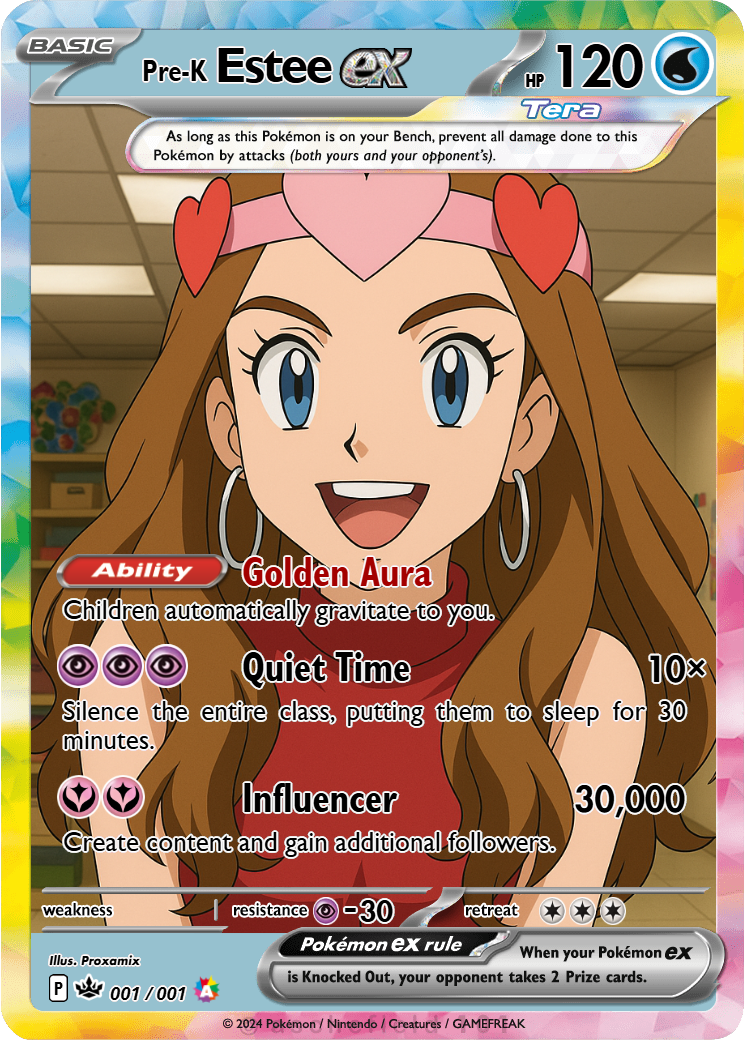 BASIC
Pre-K Estee ex HP 120
Tera
As long as this Pokémon is on your Bench, prevent all damage done to this
Pokémon by attacks (both yours and your opponent's).
Ability Golden Aura
Children automatically gravitate to you.
Quiet Time 10×
Silence the entire class, putting them to sleep for 30
minutes.
Influencer 30,000
Create content and gain additional followers.
weakness resistance -30 retreat
Illus. Proxamix
Pokémon ex rule
When your Pokémon ex
is Knocked Out, your opponent takes 2 Prize cards.
P 001 / 001 A
© 2024 Pokémon / Nintendo / Creatures / GAMEFREAK